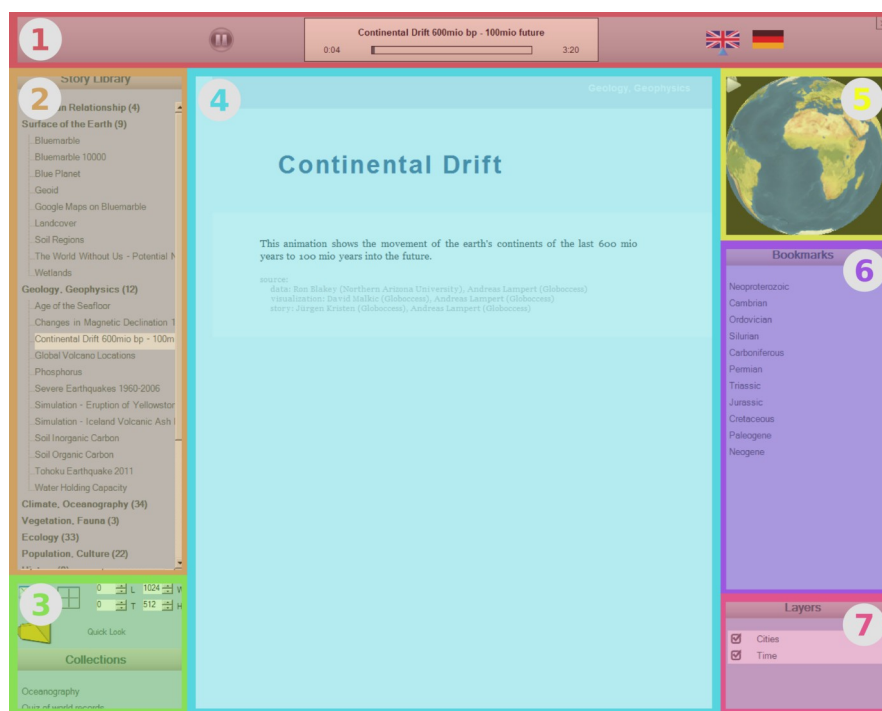 1
Continental Drift 600mio bp - 100mio future
0:04
3:20
2
Story Library
Relationship (4)
Surface of the Earth (9)
Bluemarble
Bluemarble 10000
Blue Planet
Geoid
Google Maps on Bluemarble
Landcover
Soil Regions
The World Without Us - Potential N
Wetlands
Geology, Geophysics (12)
Age of the Seafloor
Changes in Magnetic Declination 1
Continental Drift 600mio bp - 100m
Global Volcano Locations
Phosphorus
Severe Earthquakes 1960-2006
Simulation - Eruption of Yellowstor
Simulation - Iceland Volcanic Ash
Soil Inorganic Carbon
Soil Organic Carbon
Tohoku Earthquake 2011
Water Holding Capacity
Climate, Oceanography (34)
Vegetation, Fauna (3)
Ecology (33)
Population, Culture (22)
3
0 L 1024 W
0 T 512 H
Quick Look
Collections
Oceanography
Quiz of world records
4
Geology, Geophysics
Continental Drift
This animation shows the movement of the earth's continents of the last 600 mio
years to 100 mio years into the future.
source:
data: Ron Blakey (Northern Arizona University), Andreas Lampert (Globoccess)
visualization: David Malkic (Globoccess), Andreas Lampert (Globoccess)
story: Jürgen Kristen (Globoccess), Andreas Lampert (Globoccess)
5
Bookmarks
6
Neoproterozoic
Cambrian
Ordovician
Silurian
Carboniferous
Permian
Triassic
Jurassic
Cretaceous
Paleogene
Neogene
Layers
7
Cities
Time